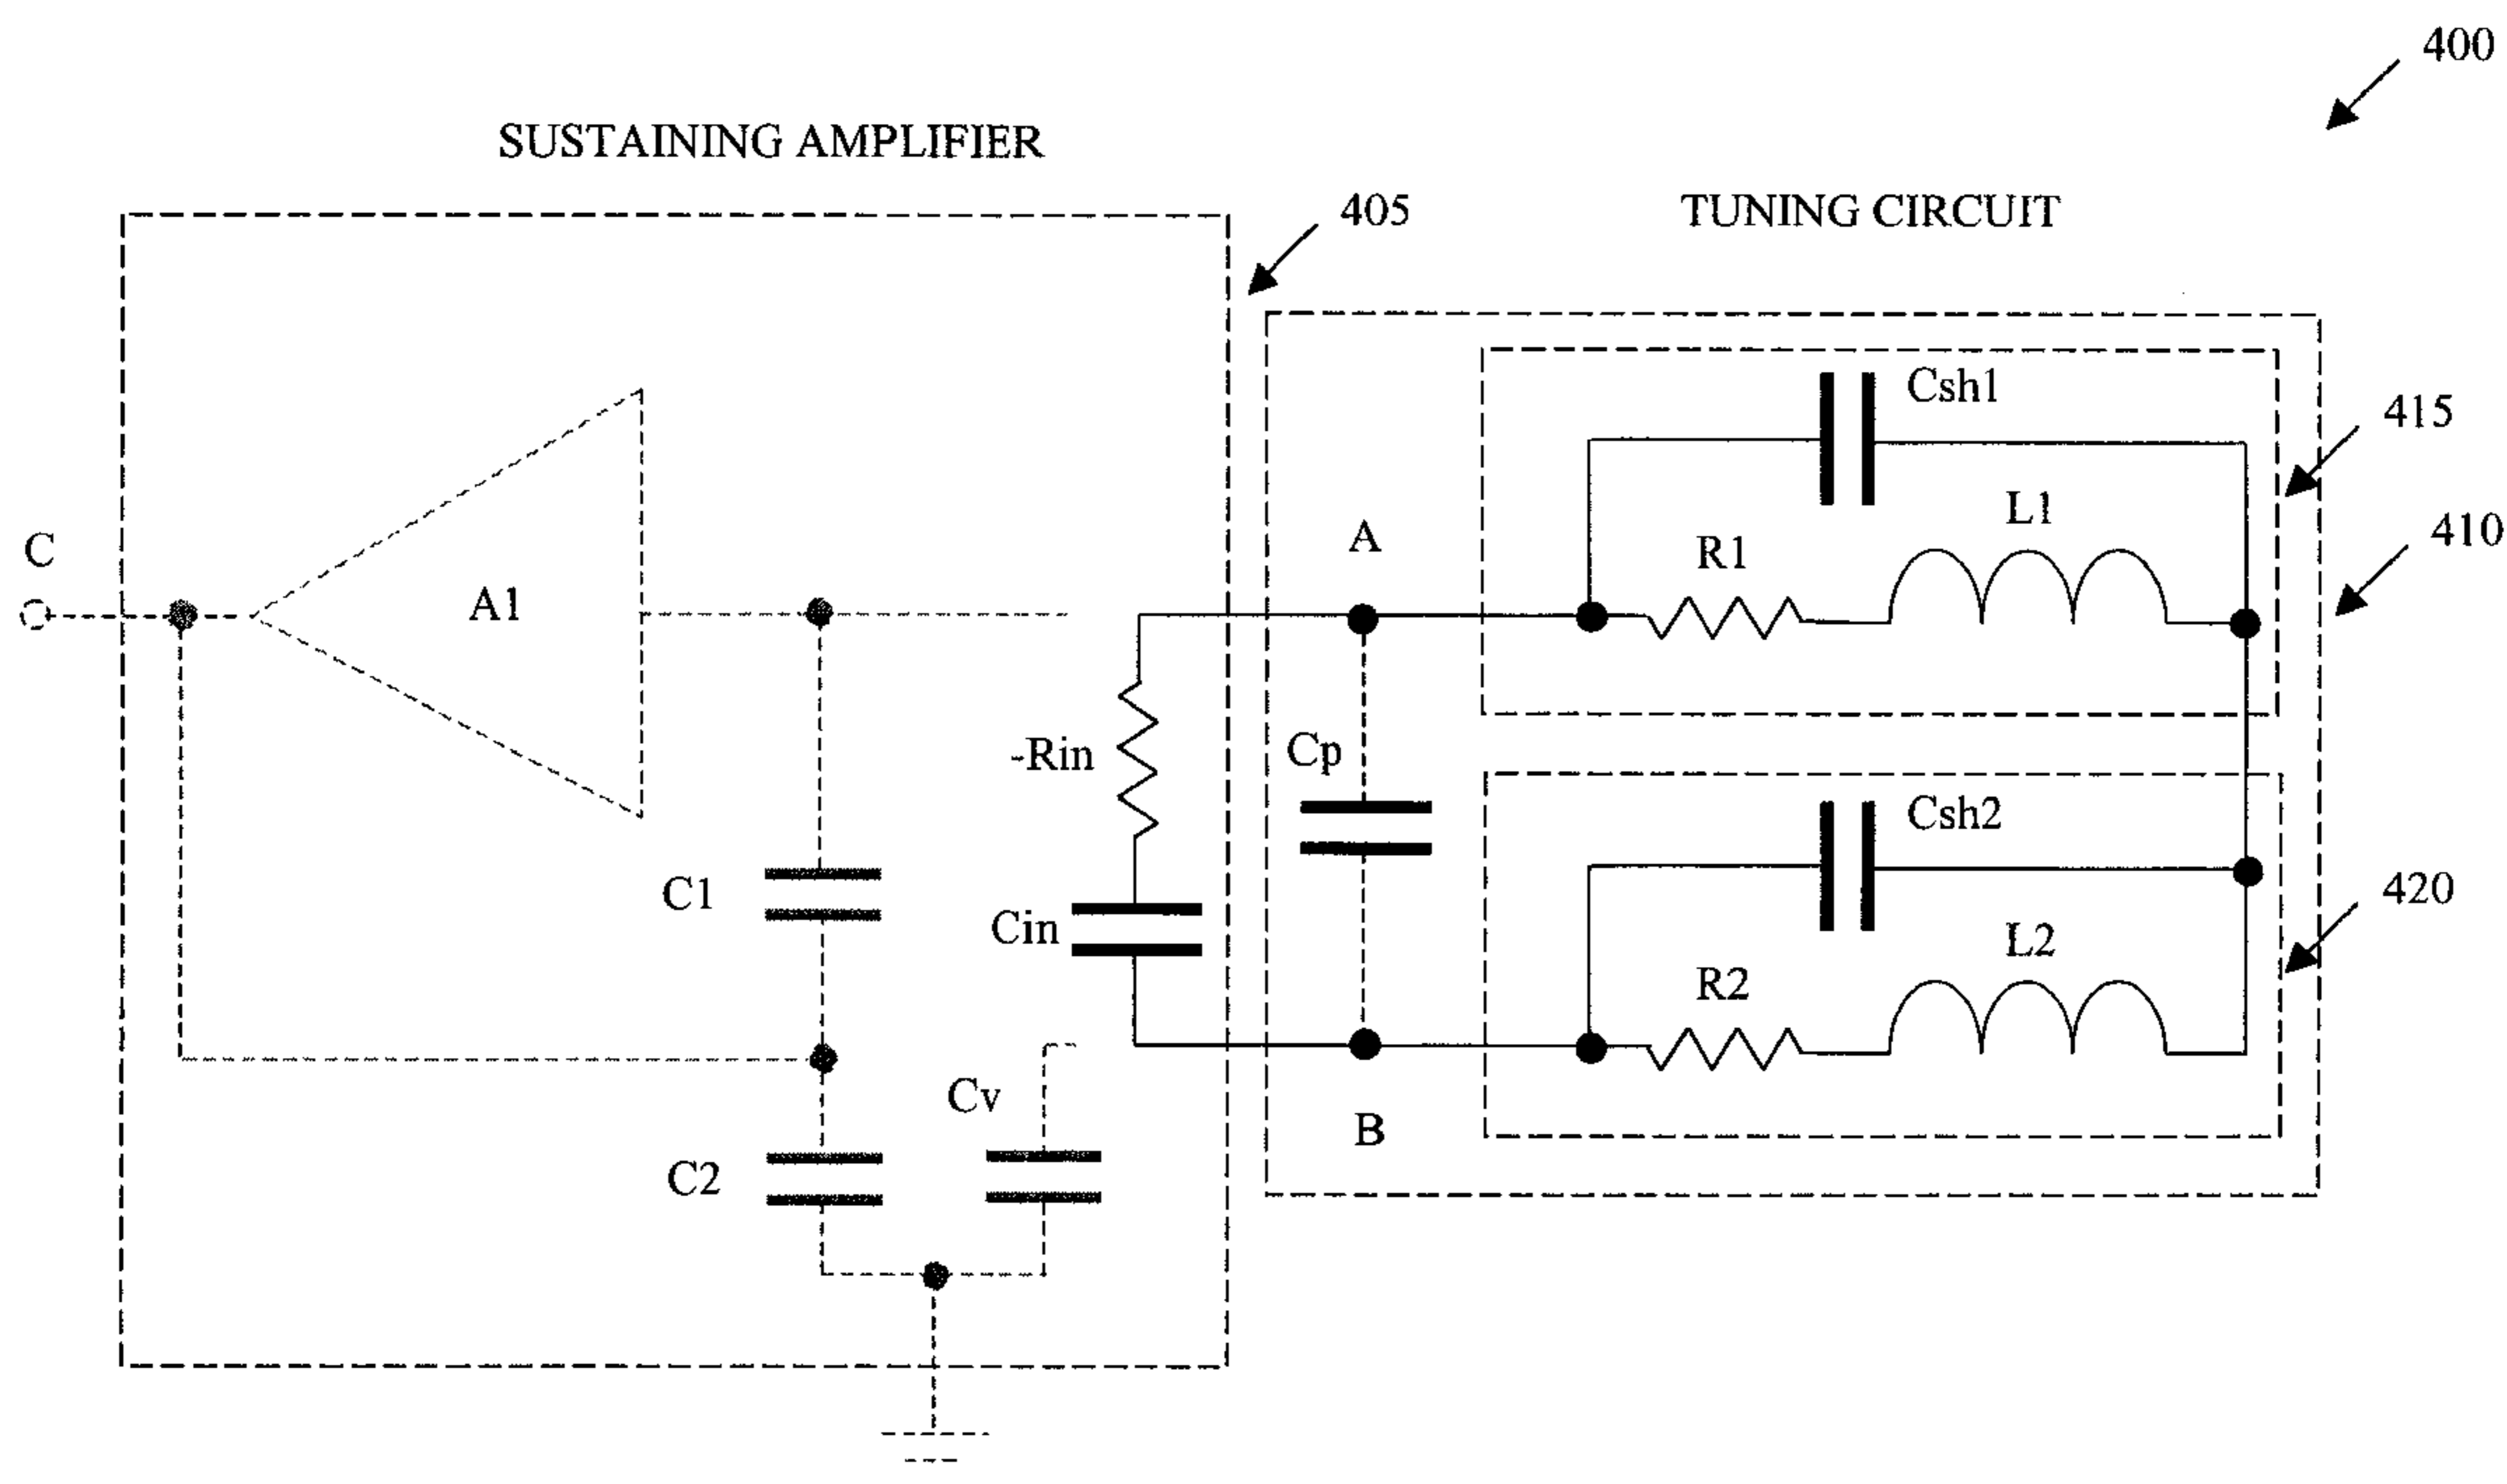 400
SUSTAINING AMPLIFIER
405
TUNING CIRCUIT
Csh1
415
L1
410
C
A
R1
A1
-Rin
Cp
Csh2
C1
Cin
420
L2
R2
Cv
B
C2